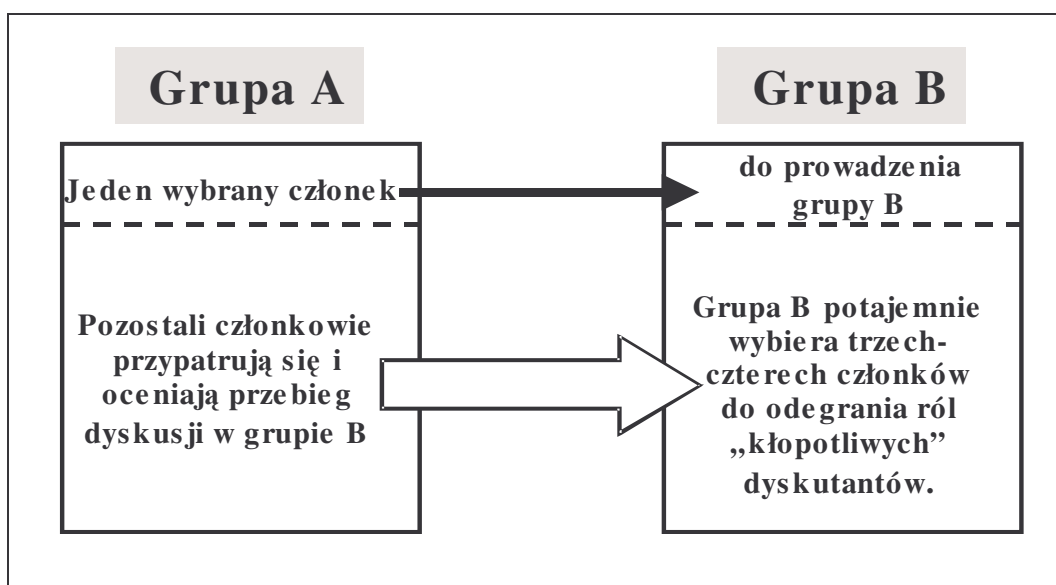 Grupa A
Jeden wybrany członek
Pozostali członkowie
przypatrują się i
oceniają przebieg
dyskusji w grupie B
Grupa B
do prowadzenia
grupy B
Grupa B potajemnie
wybiera trzech-
czterech członków
do odegrania ról
„kłopotliwych”
dyskutantów.